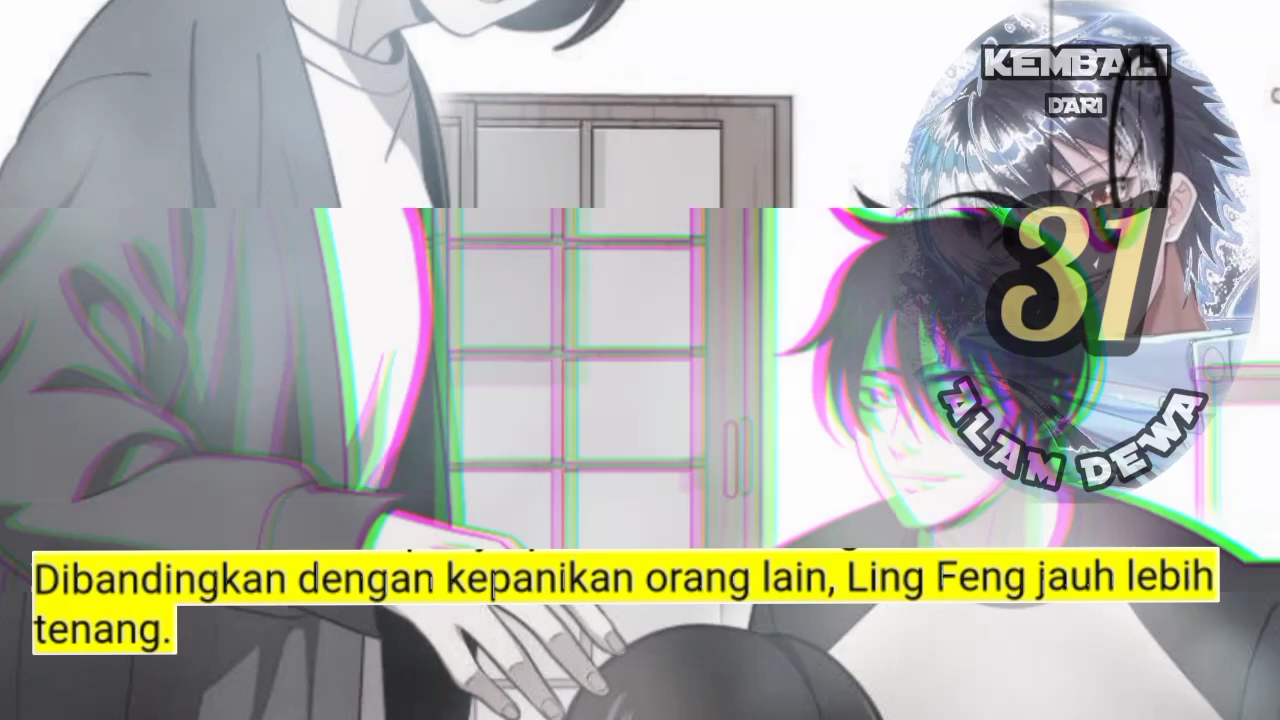 KEMBALI
DARI
31
ALAM DEWA
Dibandingkan dengan kepanikan orang lain, Ling Feng jauh lebih
tenang.